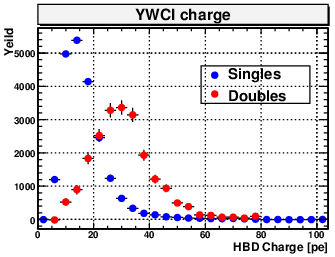 YWCI charge
Yeild
5000
4000
3000
2000
1000
0
Singles
Doubles
0 20 40 60 80 100
HBD Charge [pe]